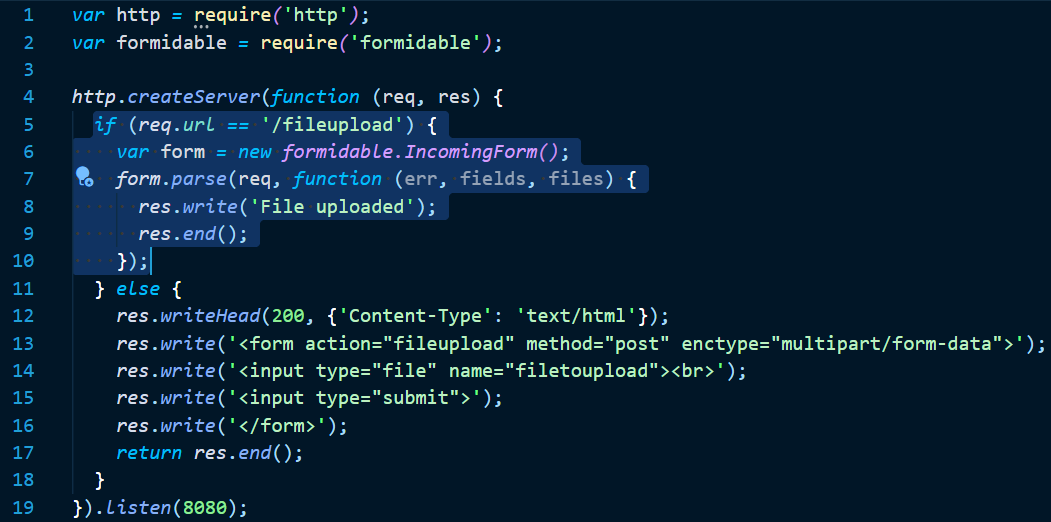 1 var http = require('http');
2 var formidable = require('formidable');
3
4 http.createServer(function (req, res) {
5   if (req.url == '/fileupload') {
6     var form = new formidable.IncomingForm();
7     form.parse(req, function (err, fields, files) {
8       res.write('File uploaded');
9       res.end();
10     });
11   } else {
12     res.writeHead(200, {'Content-Type': 'text/html'});
13     res.write('<form action="fileupload" method="post" enctype="multipart/form-data">');
14     res.write('<input type="file" name="filetoupload"><br>');
15     res.write('<input type="submit">');
16     res.write('</form>');
17     return res.end();
18   }
19 }).listen(8080);